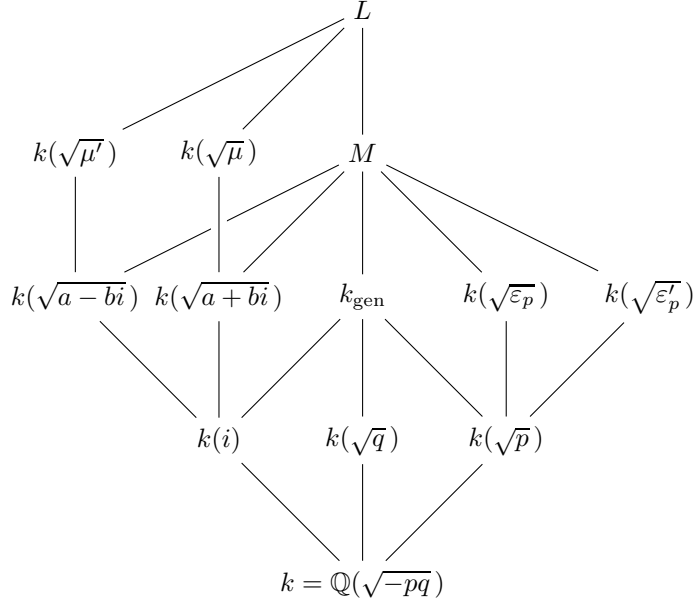 L
k(√μ′) k(√μ) M
k(√a − bi) k(√a + bi) k_gen k(√ε_p) k(√ε′_p)
k(i) k(√q) k(√p)
k = ℚ(√−pq)